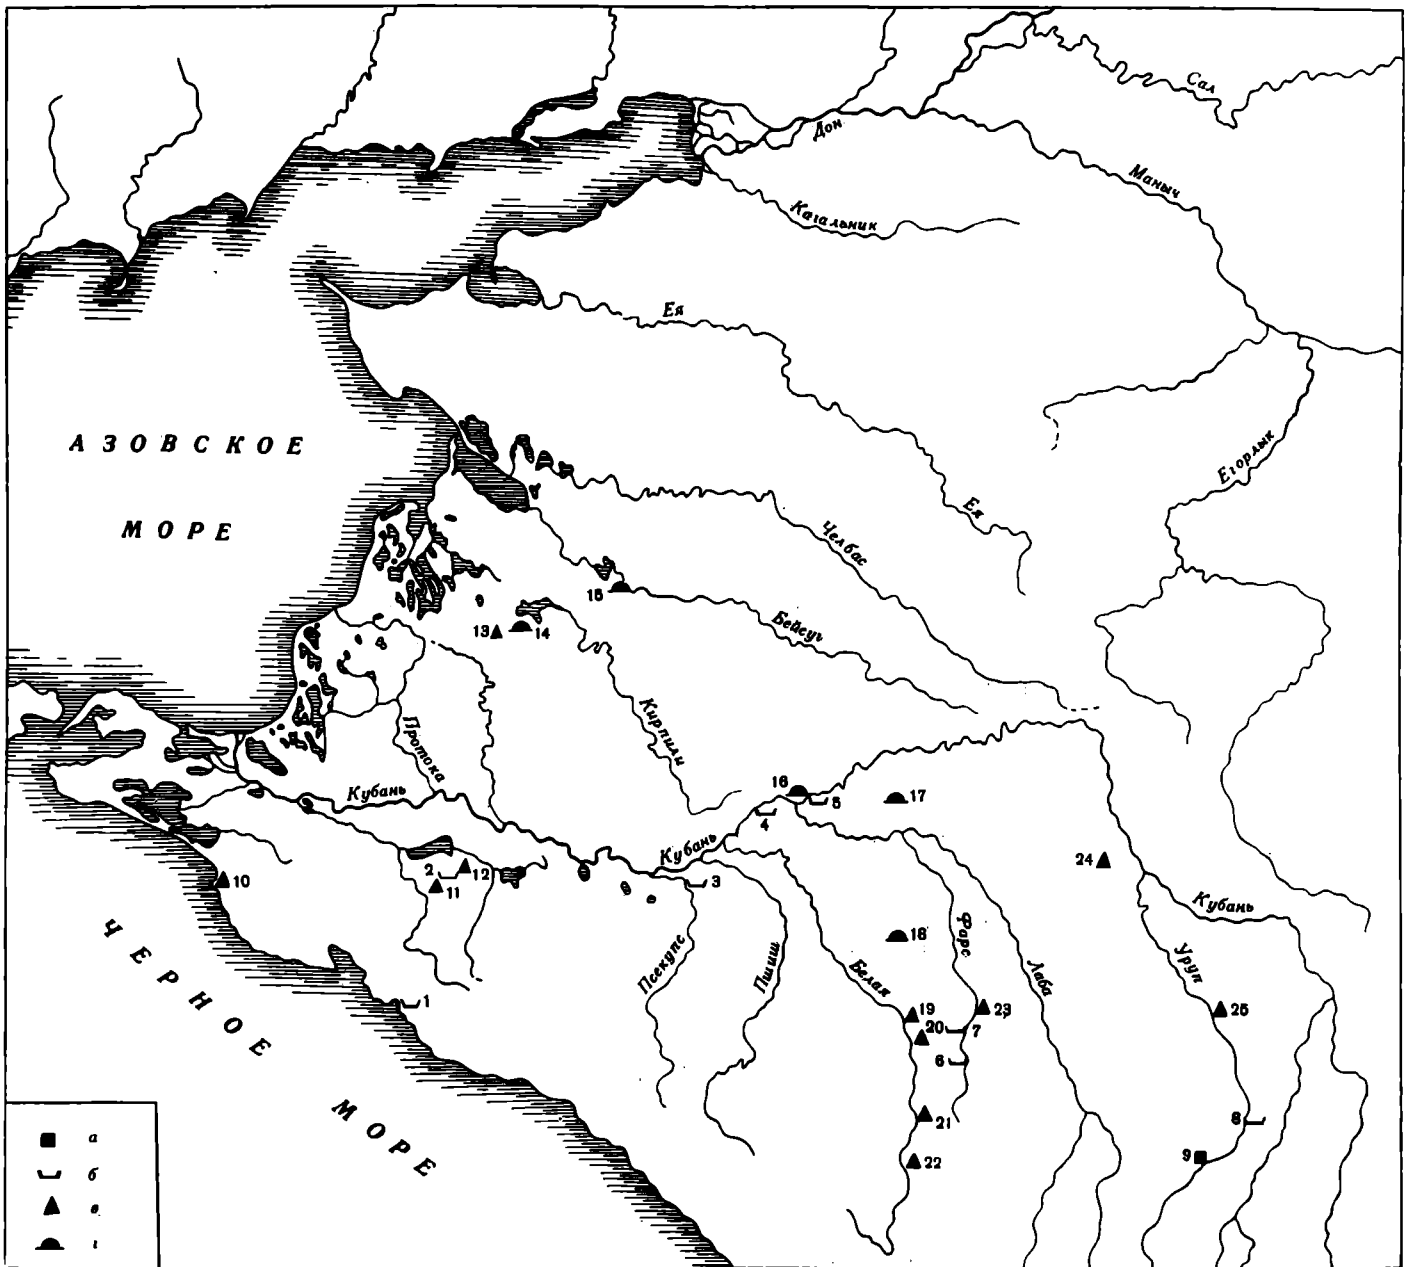 Сал
Дон
Маныч
Кагальник
Ея
АЗОВСКОЕ
МОРЕ
Егорлык
Ея
Челбас
15
Бейсуг
13
14
Кирпили
Протока
Кубань
16
5
17
4
Кубань
24
2
12
11
10
3
Кубань
18
Фарс
Псекупс
Пшиш
Белая
Лаба
Уруп
ЧЕРНОЕ
МОРЕ
1
19
23
25
20
7
6
21
8
22
9
а
б
в
г